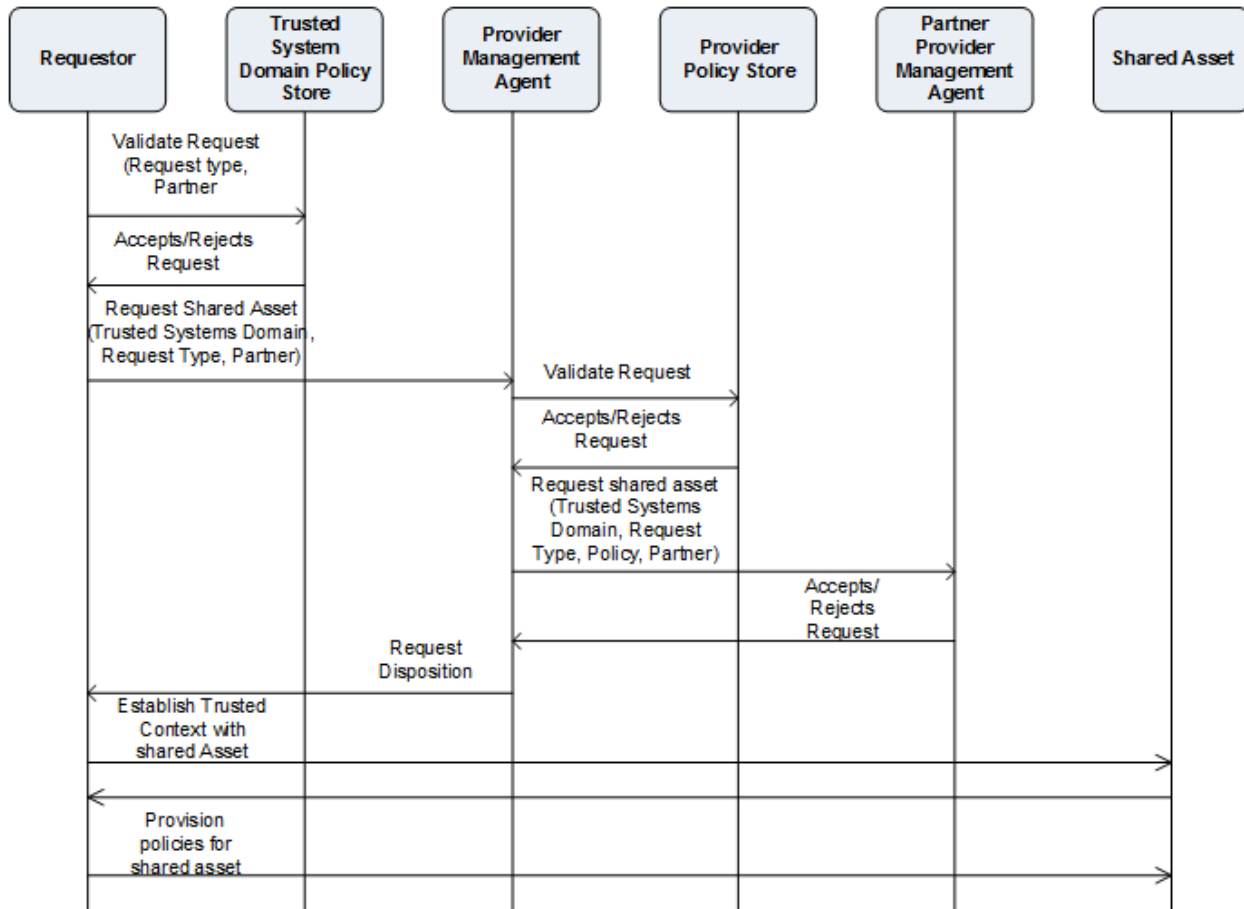 Requestor
Trusted
System
Domain Policy
Store
Provider
Management
Agent
Provider
Policy Store
Partner
Provider
Management
Agent
Shared Asset
Validate Request
(Request type,
Partner
Accepts/Rejects
Request
Request Shared Asset
(Trusted Systems Domain,
Request Type, Partner)
Validate Request
Accepts/Rejects
Request
Request shared asset
(Trusted Systems
Domain, Request
Type, Policy, Partner)
Accepts/
Rejects
Request
Request
Disposition
Establish Trusted
Context with
shared Asset
Provision
policies for
shared asset